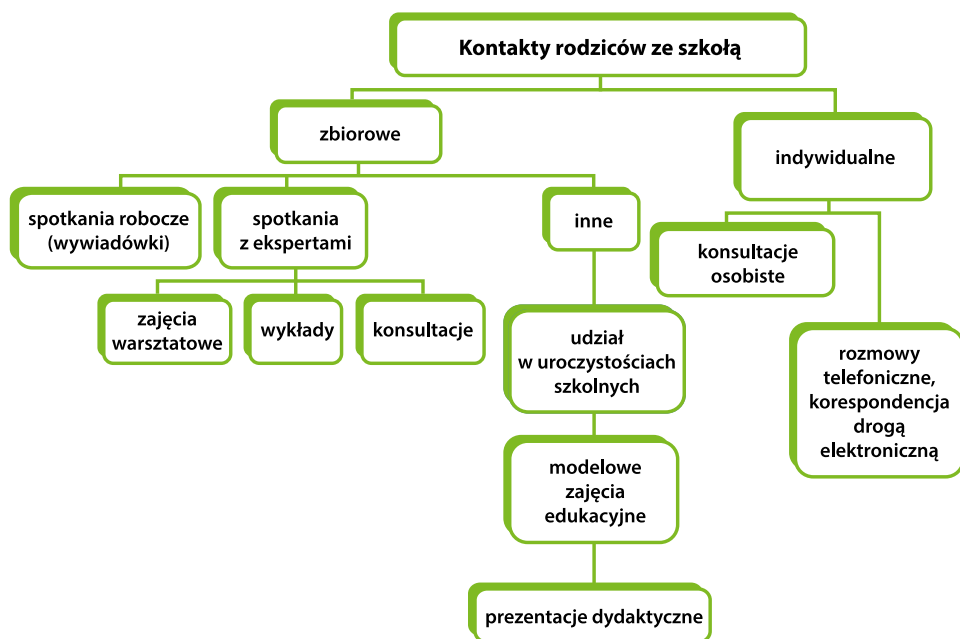 Kontakty rodziców ze szkołą
zbiorowe
indywidualne
spotkania robocze
(wywiadówki)
spotkania
z ekspertami
inne
konsultacje
osobiste
zajęcia
warsztatowe
wykłady
konsultacje
udział
w uroczystościach
szkolnych
rozmowy
telefoniczne,
korespondencja
drogą
elektroniczną
modelowe
zajęcia
edukacyjne
prezentacje dydaktyczne